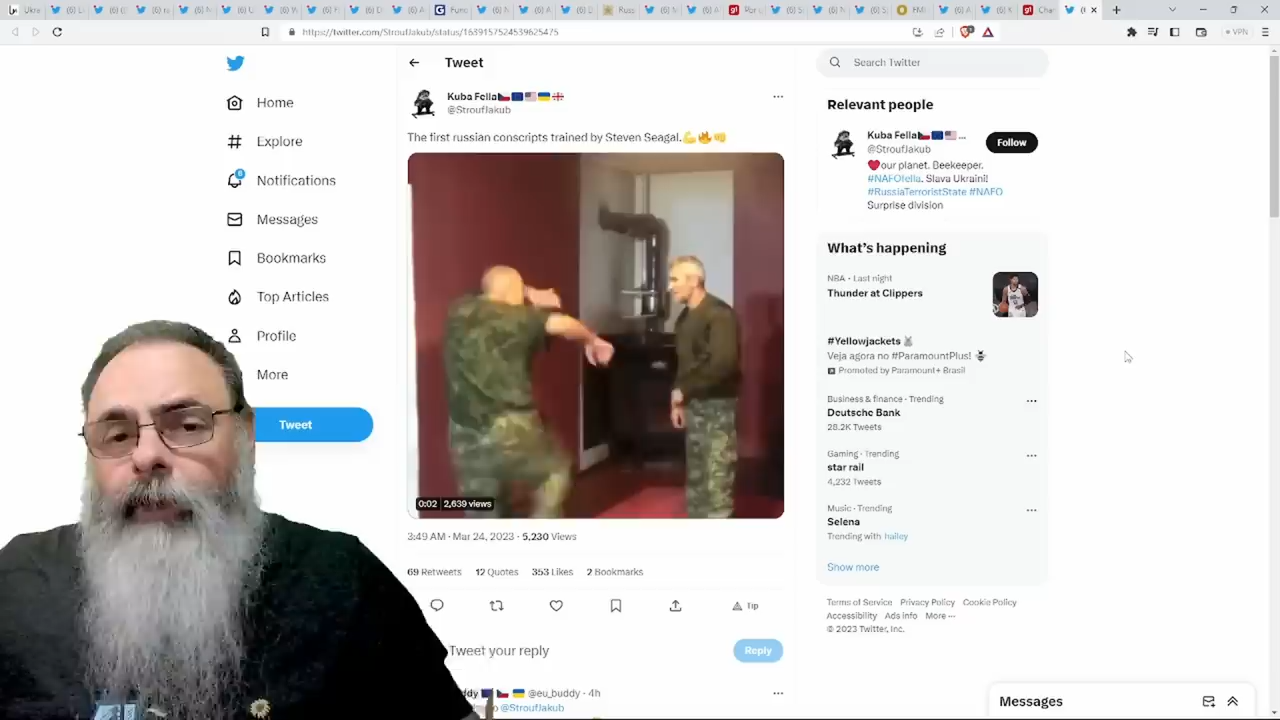 https://twitter.com/StroufJakub/status/1639157524539625475
VPN
Home
Explore
6
Notifications
Messages
Bookmarks
Top Articles
Profile
More
Tweet
Tweet
Kuba Fella
@StroufJakub
The first russian conscripts trained by Steven Seagal.
0:02 2,639 views
3:49 AM · Mar 24, 2023 · 5,230 Views
69 Retweets 12 Quotes 353 Likes 2 Bookmarks
Tip
Tweet your reply
Reply
@eu_buddy · 4h
@StroufJakub
Search Twitter
Relevant people
Kuba Fella ...
@StroufJakub
Follow
our planet. Beekeeper.
#NAFOfella. Slava Ukraini!
#RussiaTerroristState #NAFO
Surprise division
What's happening
NBA · Last night
Thunder at Clippers
#Yellowjackets
Veja agora no #ParamountPlus!
Promoted by Paramount+ Brasil
Business & finance · Trending
Deutsche Bank
28.2K Tweets
Gaming · Trending
star rail
4,232 Tweets
Music · Trending
Selena
Trending with hailey
Show more
Terms of Service Privacy Policy Cookie Policy
Accessibility Ads info More ···
© 2023 Twitter, Inc.
Messages